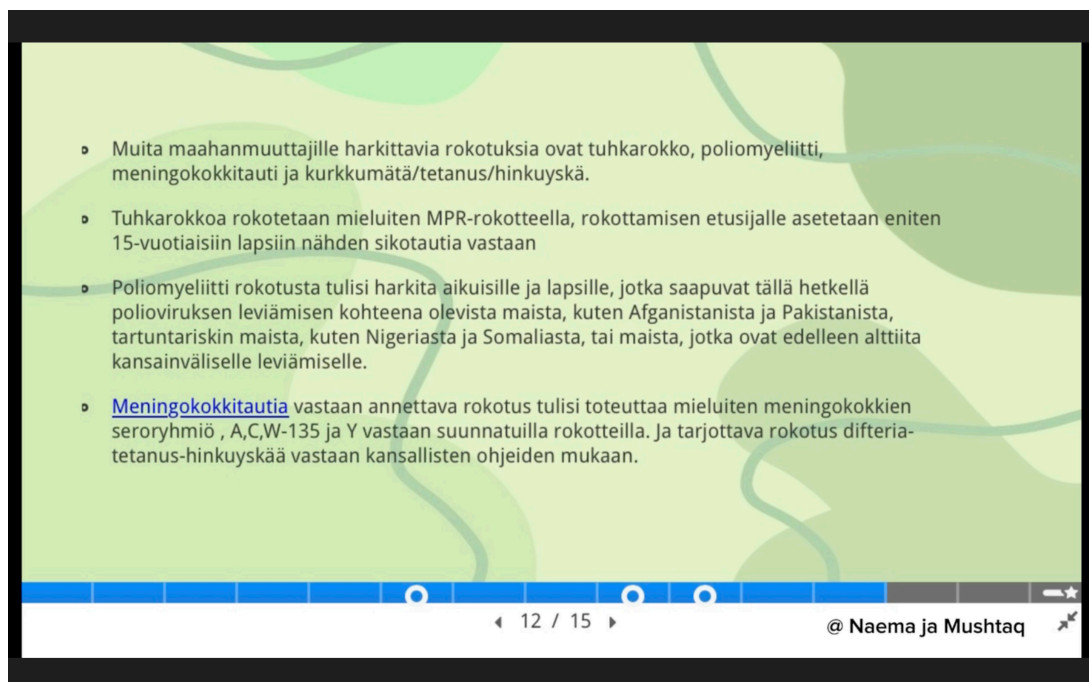 Muita maahanmuuttajille harkittavia rokotuksia ovat tuhkarokko, poliomyeliitti,
meningokokkitauti ja kurkkumätä/tetanus/hinkuyskä.
Tuhkarokkoa rokotetaan mieluiten MPR-rokotteella, rokottamisen etusijalle asetetaan eniten
15-vuotiaisiin lapsiin nähden sikotautia vastaan
Poliomyeliitti rokotusta tulisi harkita aikuisille ja lapsille, jotka saapuvat tällä hetkellä
polioviruksen leviämisen kohteena olevista maista, kuten Afganistanista ja Pakistanista,
tartuntariskin maista, kuten Nigeriasta ja Somaliasta, tai maista, jotka ovat edelleen alttiita
kansainväliselle leviämiselle.
Meningokokkitautia vastaan annettava rokotus tulisi toteuttaa mieluiten meningokokkien
seroryhmiö , A,C,W-135 ja Y vastaan suunnatuilla rokotteilla. Ja tarjottava rokotus difteria-
tetanus-hinkuyskää vastaan kansallisten ohjeiden mukaan.
12 / 15
@ Naema ja Mushtaq